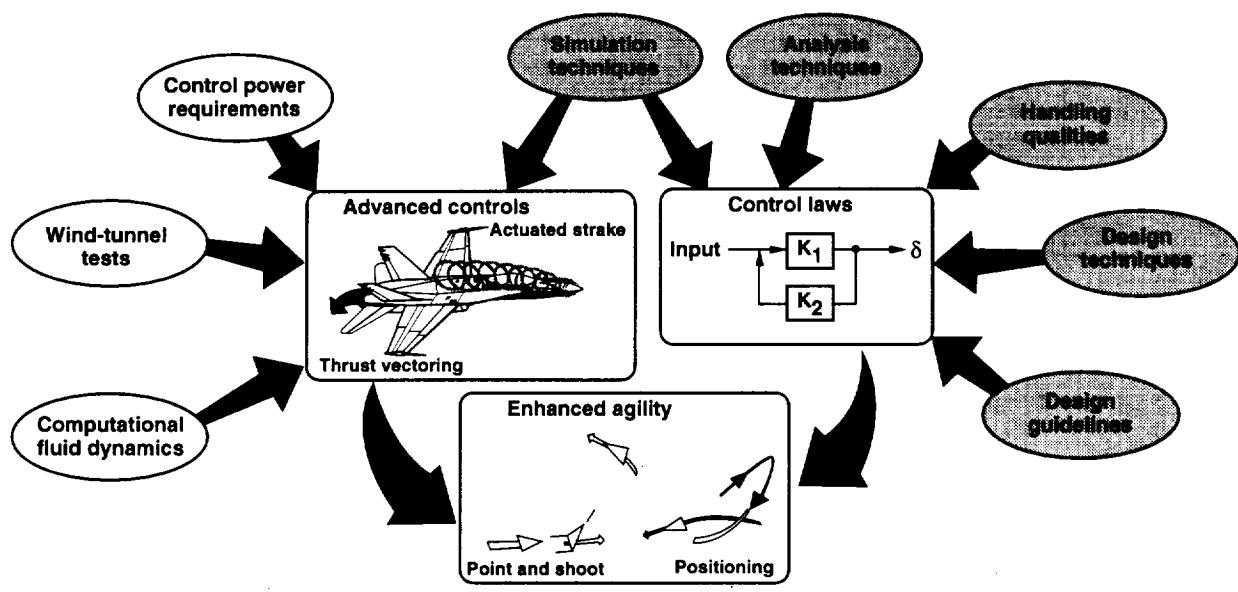 Simulation
techniques
Analysis
techniques
Control power
requirements
Handling
qualities
Wind-tunnel
tests
Design
techniques
Computational
fluid dynamics
Design
guidelines
Advanced controls
Actuated strake
Thrust vectoring
Control laws
Input
K1
δ
K2
Enhanced agility
Point and shoot
Positioning